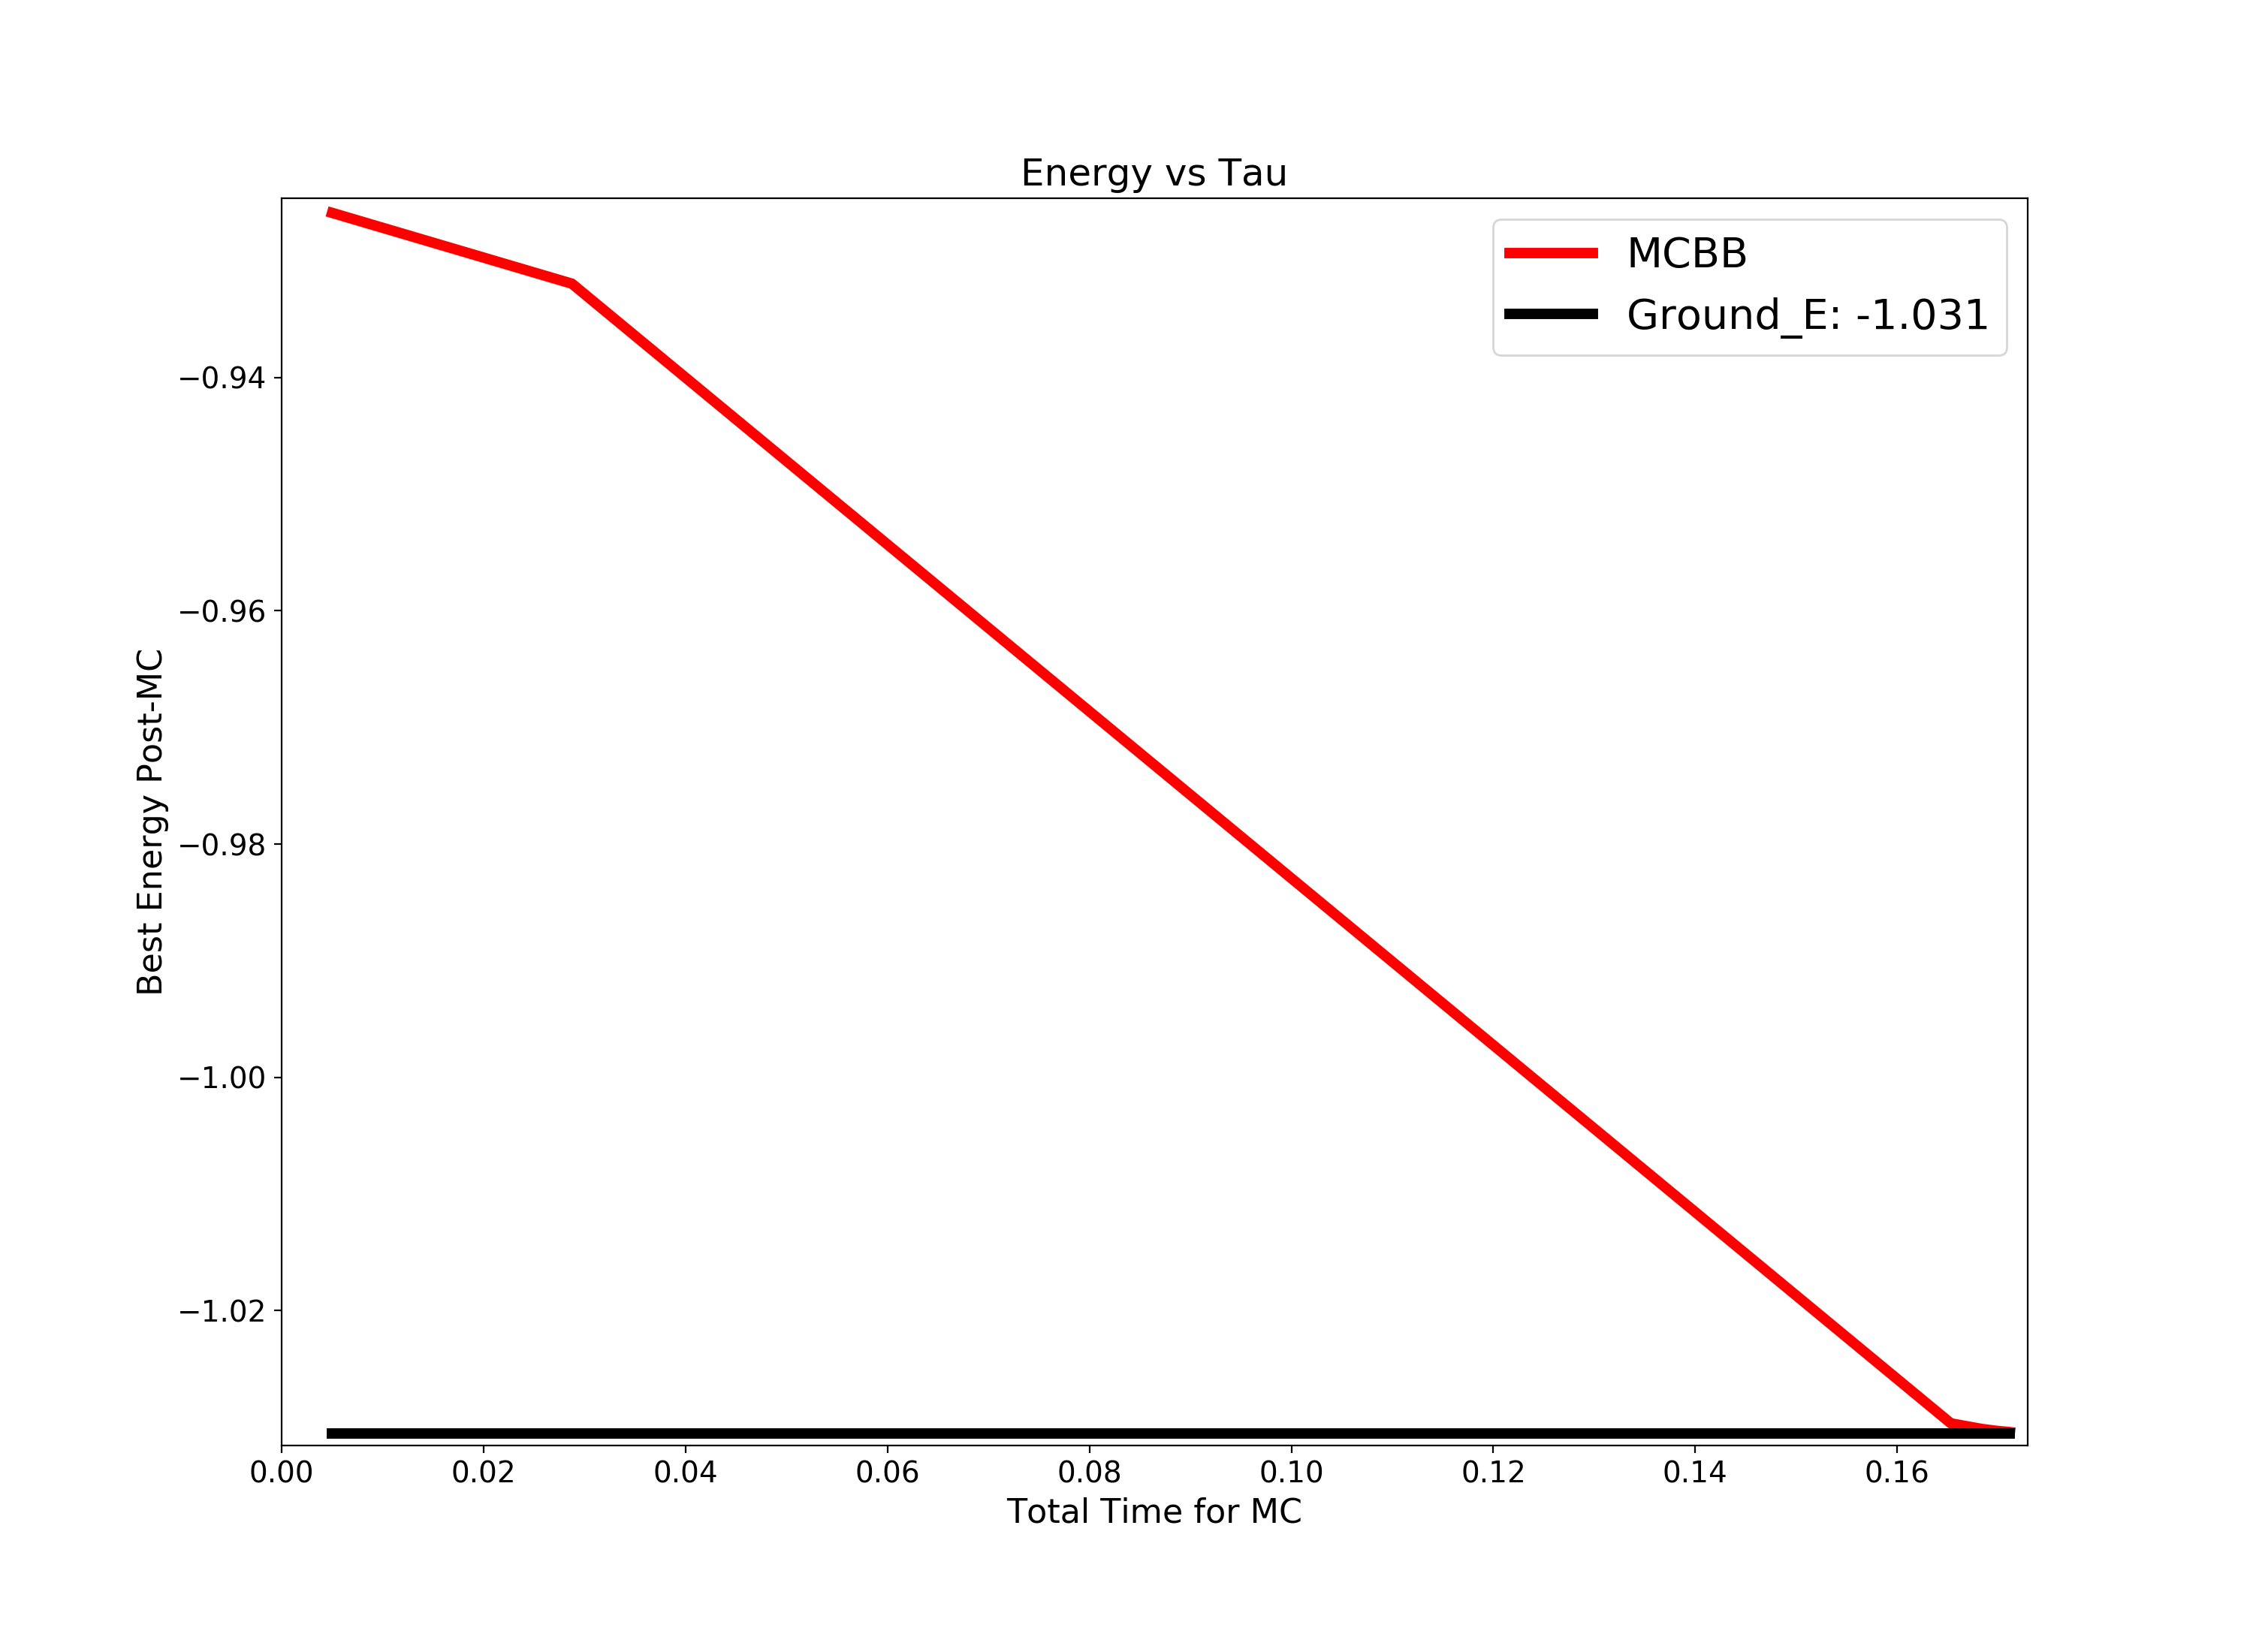 Energy vs Tau
MCBB
Ground_E: -1.031
−0.94
−0.96
−0.98
−1.00
−1.02
Best Energy Post-MC
0.00 0.02 0.04 0.06 0.08 0.10 0.12 0.14 0.16
Total Time for MC